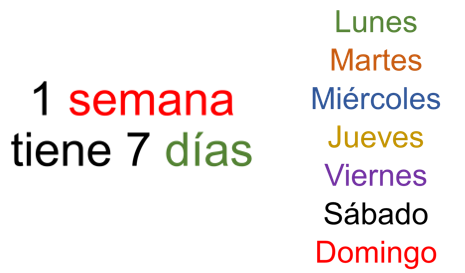 1 semana
tiene 7 días
Lunes
Martes
Miércoles
Jueves
Viernes
Sábado
Domingo